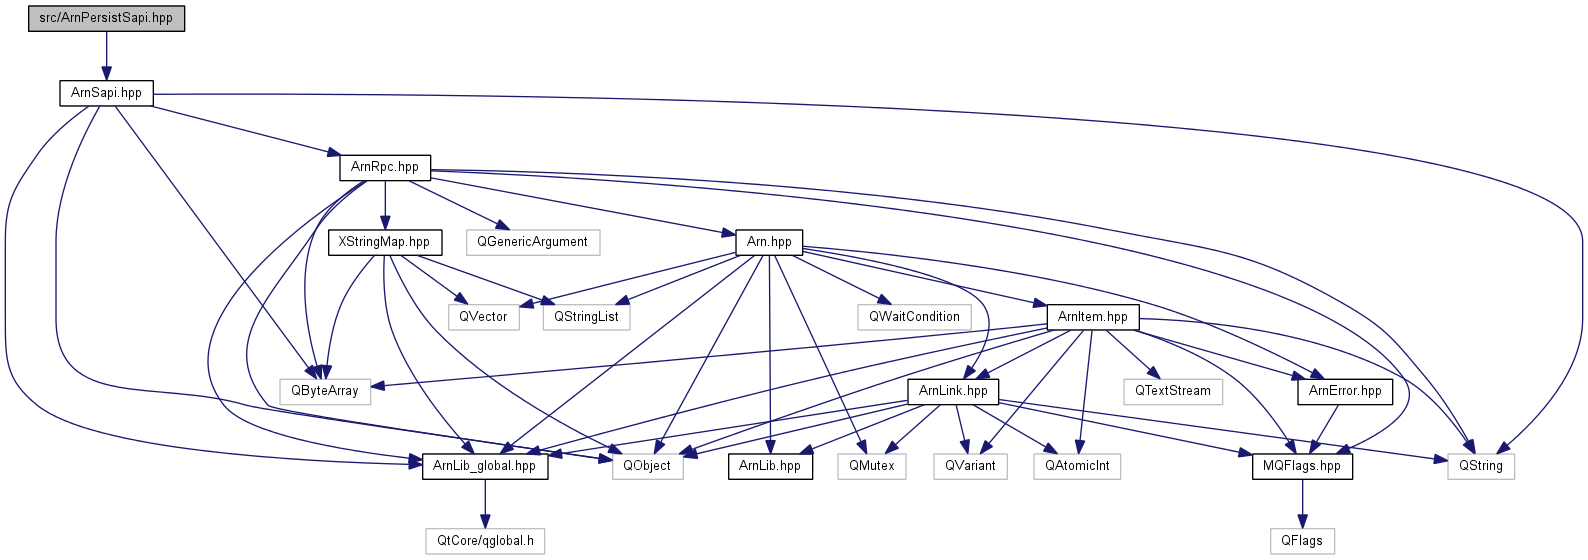 src/ArnPersistSapi.hpp
ArnSapi.hpp
ArnRpc.hpp
XStringMap.hpp
QGenericArgument
Arn.hpp
QVector
QStringList
QWaitCondition
ArnItem.hpp
QByteArray
ArnLink.hpp
QTextStream
ArnError.hpp
ArnLib_global.hpp
QObject
ArnLib.hpp
QMutex
QVariant
QAtomicInt
MQFlags.hpp
QString
QtCore/qglobal.h
QFlags